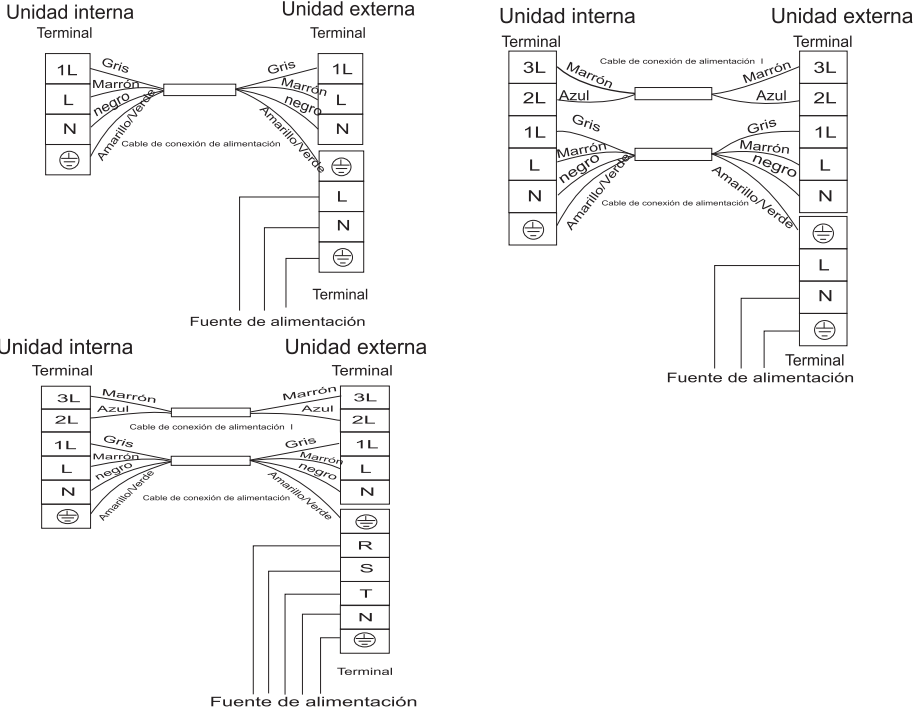 Unidad interna Unidad externa
Terminal Terminal
1L Gris Gris 1L
L Marrón Marrón L
negro negro
N N
Amarillo/Verde Amarillo/Verde
Cable de conexión de alimentación
L
N
Terminal
Fuente de alimentación
Unidad interna Unidad externa
Terminal Terminal
Cable de conexión de alimentación I
3L Marrón Marrón 3L
2L Azul Azul 2L
1L Gris Gris 1L
L Marrón Marrón L
negro negro
N N
Amarillo/Verde Amarillo/Verde
Cable de conexión de alimentación
L
N
Terminal
Fuente de alimentación
Unidad interna Unidad externa
Terminal Terminal
3L Marrón Marrón 3L
2L Azul Azul 2L
Cable de conexión de alimentación I
1L Gris Gris 1L
L Marrón Marrón L
negro negro
N N
Amarillo/Verde Amarillo/Verde
Cable de conexión de alimentación
R
S
T
N
Terminal
Fuente de alimentación